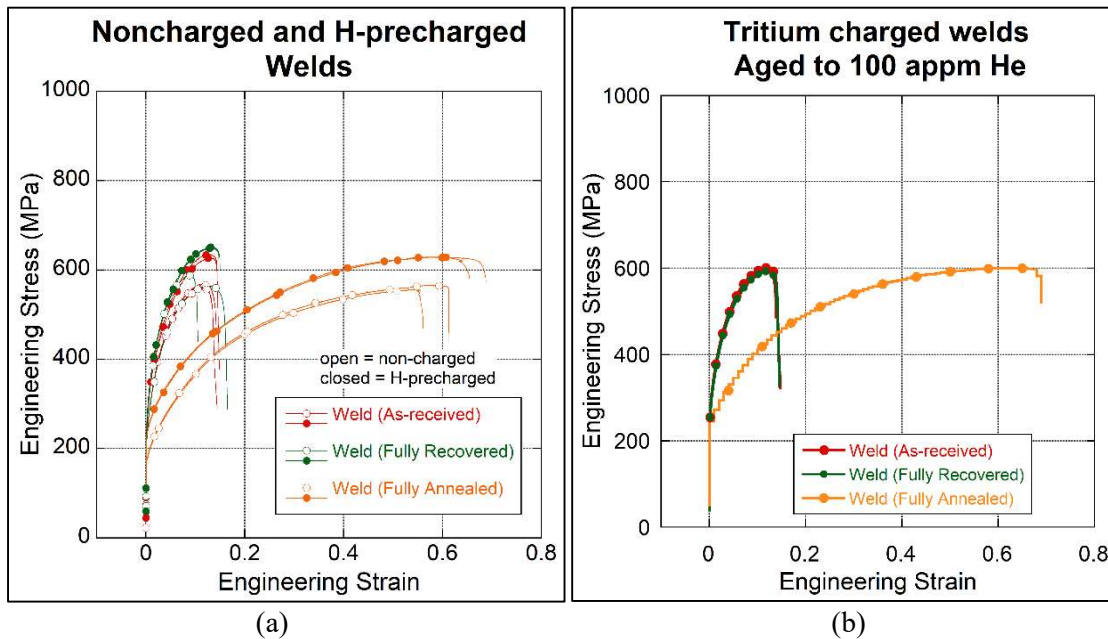 Noncharged and H-precharged
Welds
1000
800
600
400
200
0
Engineering Stress (MPa)
open = non-charged
closed = H-precharged
Weld (As-received)
Weld (Fully Recovered)
Weld (Fully Annealed)
0 0.2 0.4 0.6 0.8
Engineering Strain
(a)
Tritium charged welds
Aged to 100 appm He
1000
800
600
400
200
0
Engineering Stress (MPa)
Weld (As-received)
Weld (Fully Recovered)
Weld (Fully Annealed)
0 0.2 0.4 0.6 0.8
Engineering Strain
(b)